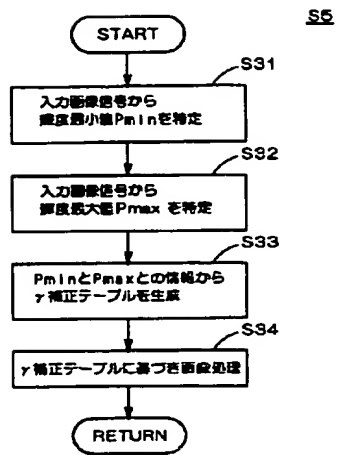 S5
START
S31
入力画像信号から
輝度最小値Pminを特定
S32
入力画像信号から
輝度最大値Pmax を特定
S33
PminとPmaxとの情報から
γ補正テーブルを生成
S34
γ補正テーブルに基づき画像処理
RETURN